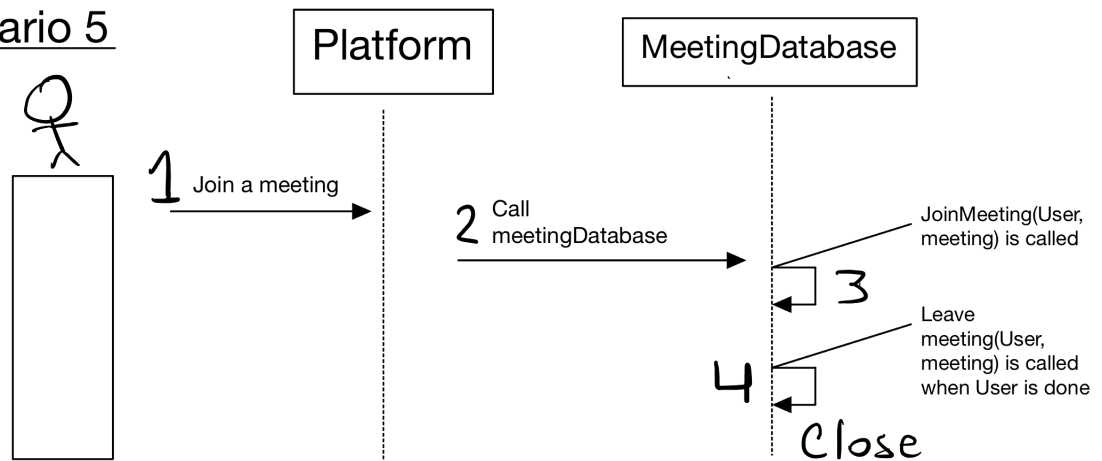 ario 5
Platform
MeetingDatabase
1 Join a meeting
2 Call
meetingDatabase
JoinMeeting(User,
meeting) is called
3
Leave
meeting(User,
meeting) is called
when User is done
4
Close